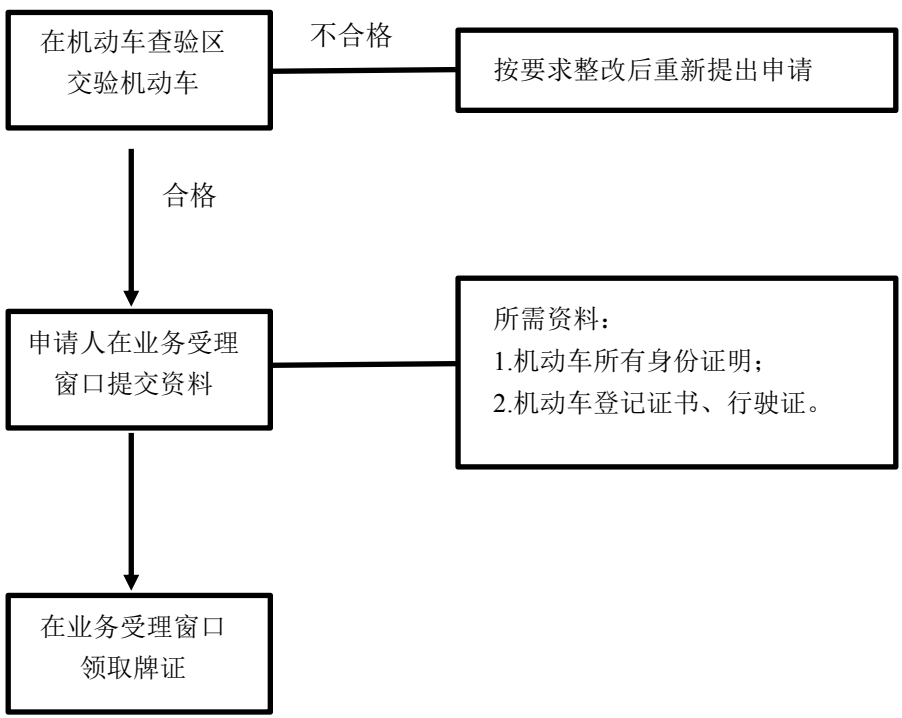 在机动车查验区
交验机动车
不合格
按要求整改后重新提出申请
合格
申请人在业务受理
窗口提交资料
所需资料：
1.机动车所有身份证明；
2.机动车登记证书、行驶证。
在业务受理窗口
领取牌证